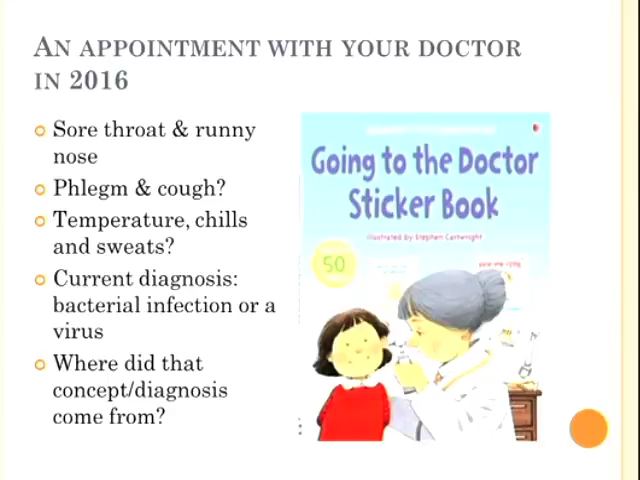 AN APPOINTMENT WITH YOUR DOCTOR
IN 2016
Sore throat & runny
nose
Phlegm & cough?
Temperature, chills
and sweats?
Current diagnosis:
bacterial infection or a
virus
Where did that
concept/diagnosis
come from?
Going to the Doctor
Sticker Book
Illustrated by Stephen Cartwright
50